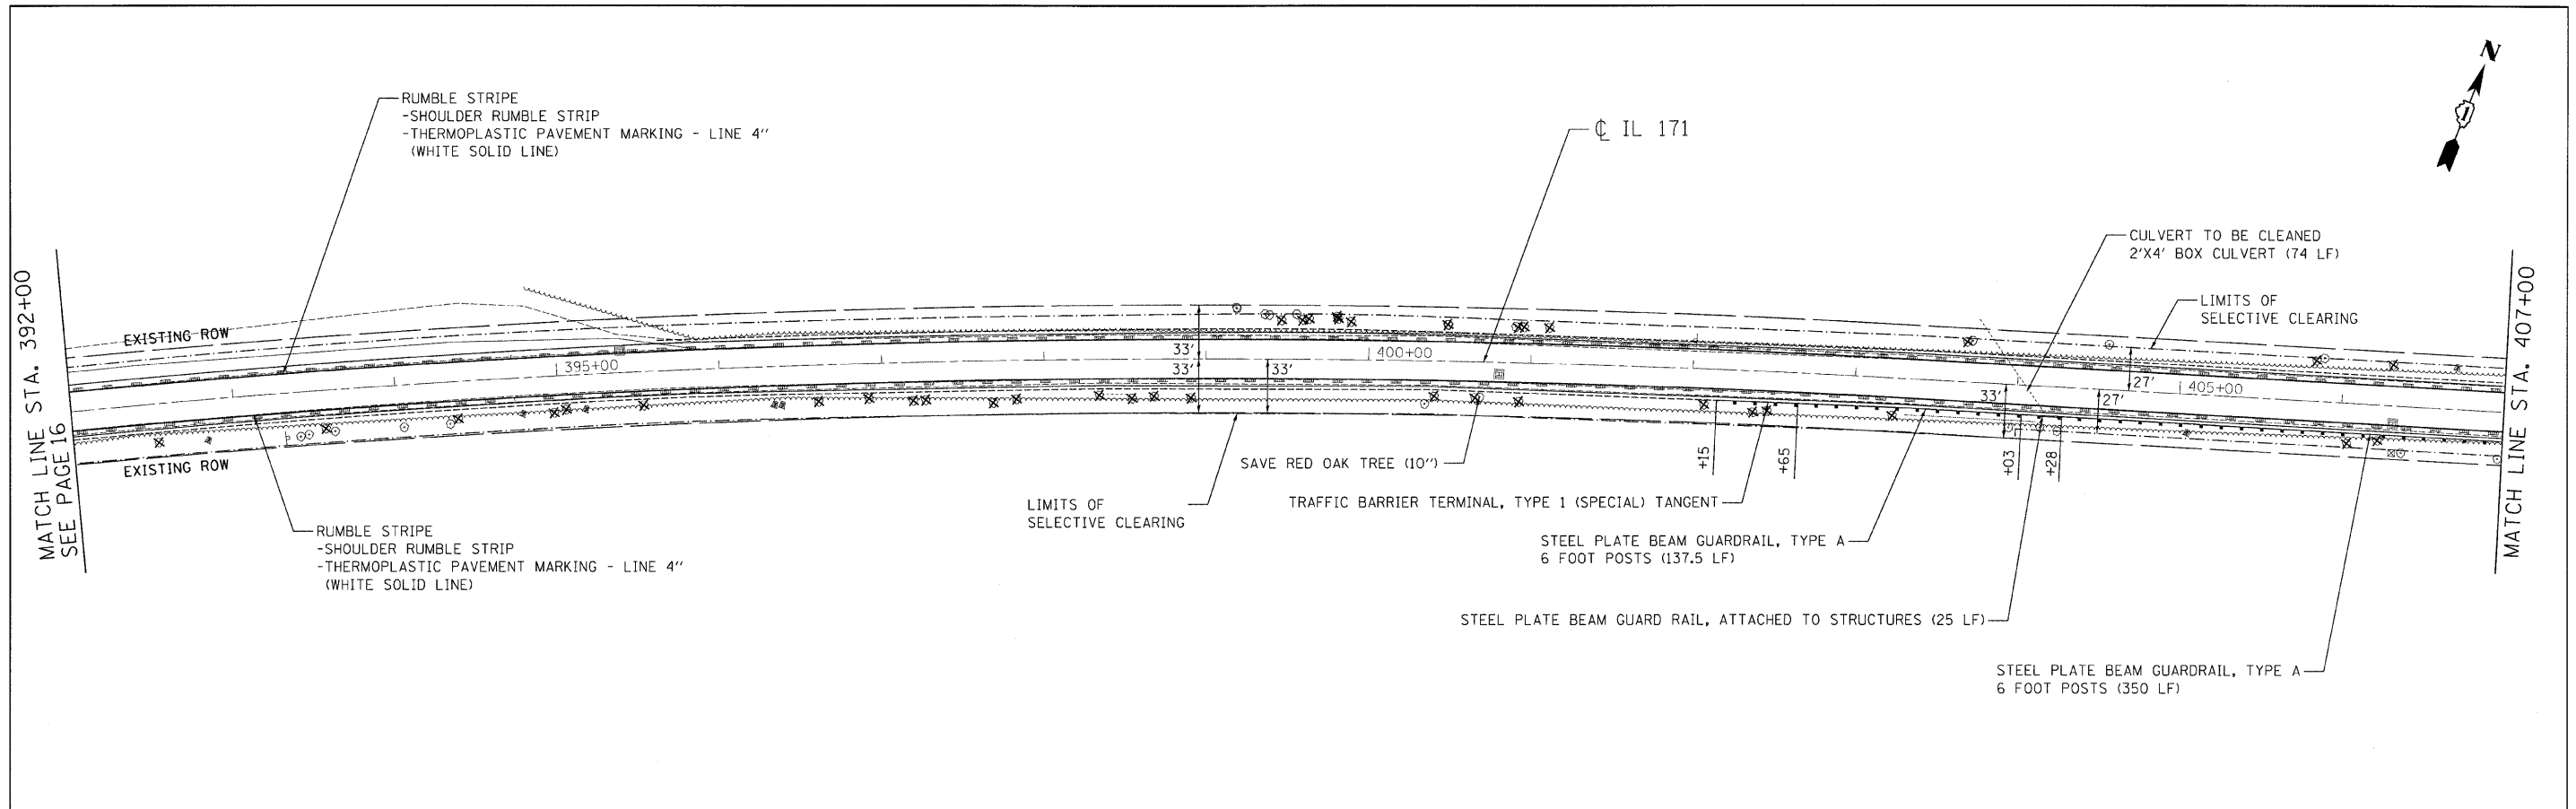 N
1
RUMBLE STRIPE
-SHOULDER RUMBLE STRIP
-THERMOPLASTIC PAVEMENT MARKING - LINE 4"
(WHITE SOLID LINE)
℄ IL 171
CULVERT TO BE CLEANED
2'X4' BOX CULVERT (74 LF)
LIMITS OF
SELECTIVE CLEARING
MATCH LINE STA. 392+00
SEE PAGE 16
MATCH LINE STA. 407+00
EXISTING ROW
395+00
33'
400+00
33'
33'
33'
27'
405+00
27'
EXISTING ROW
SAVE RED OAK TREE (10")
+15
+65
+03
+28
LIMITS OF
SELECTIVE CLEARING
TRAFFIC BARRIER TERMINAL, TYPE 1 (SPECIAL) TANGENT
RUMBLE STRIPE
-SHOULDER RUMBLE STRIP
-THERMOPLASTIC PAVEMENT MARKING - LINE 4"
(WHITE SOLID LINE)
STEEL PLATE BEAM GUARDRAIL, TYPE A
6 FOOT POSTS (137.5 LF)
STEEL PLATE BEAM GUARD RAIL, ATTACHED TO STRUCTURES (25 LF)
STEEL PLATE BEAM GUARDRAIL, TYPE A
6 FOOT POSTS (350 LF)